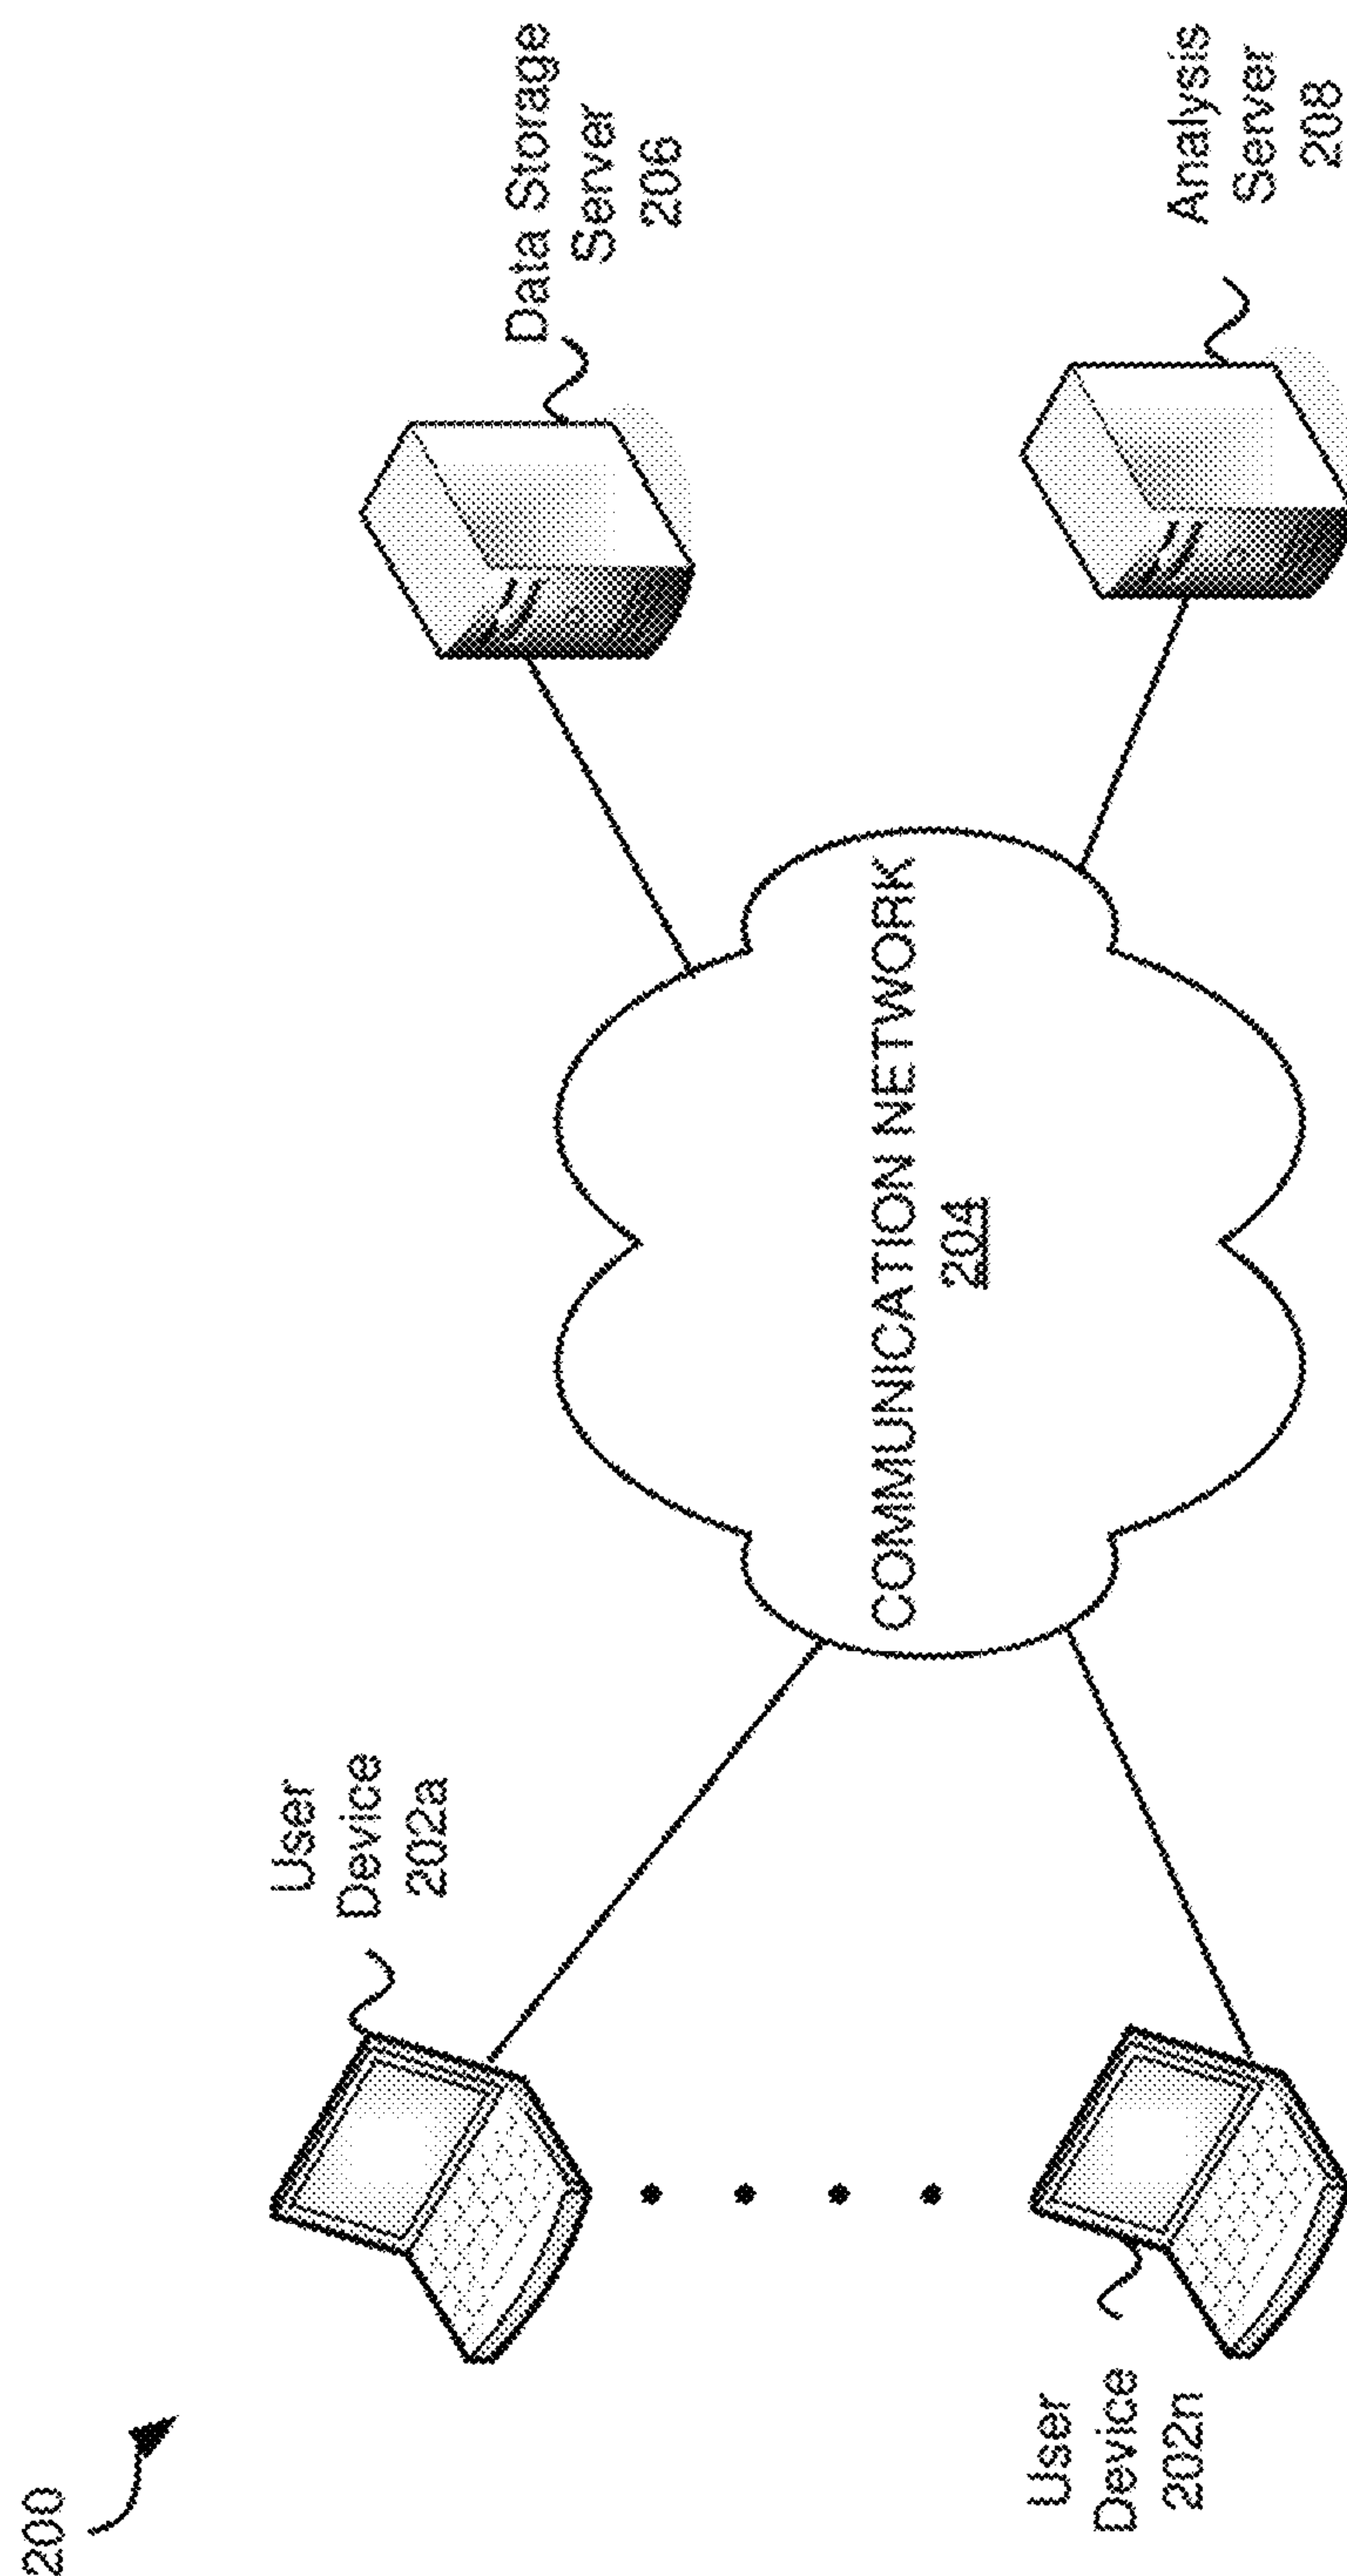 200
User
Device
202a
User
Device
202n
COMMUNICATION NETWORK
204
Data Storage
Server
206
Analysis
Server
208